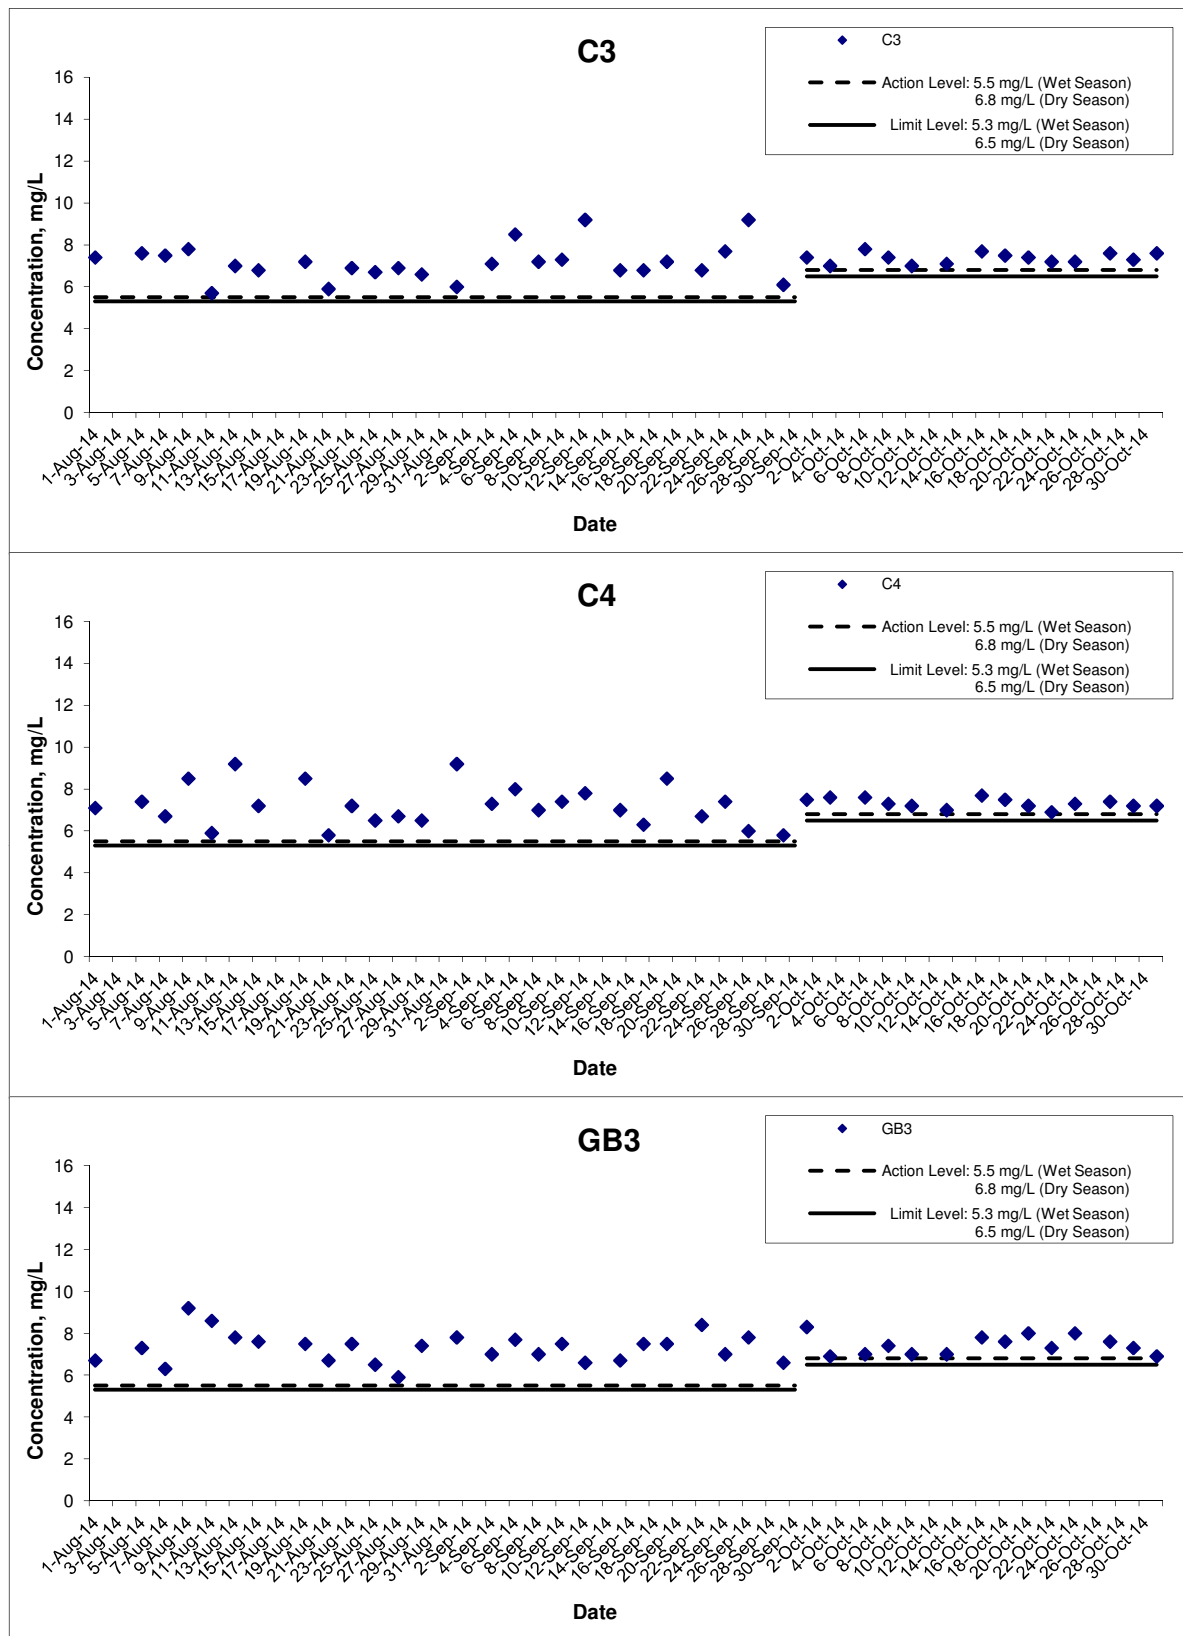 C3
C3
Action Level: 5.5 mg/L (Wet Season)
6.8 mg/L (Dry Season)
Limit Level: 5.3 mg/L (Wet Season)
6.5 mg/L (Dry Season)
Concentration, mg/L
16
14
12
10
8
6
4
2
0
1-Aug-14
3-Aug-14
5-Aug-14
7-Aug-14
9-Aug-14
11-Aug-14
13-Aug-14
15-Aug-14
17-Aug-14
19-Aug-14
21-Aug-14
23-Aug-14
25-Aug-14
27-Aug-14
29-Aug-14
31-Aug-14
2-Sep-14
4-Sep-14
6-Sep-14
8-Sep-14
10-Sep-14
12-Sep-14
14-Sep-14
16-Sep-14
18-Sep-14
20-Sep-14
22-Sep-14
24-Sep-14
26-Sep-14
28-Sep-14
30-Sep-14
2-Oct-14
4-Oct-14
6-Oct-14
8-Oct-14
10-Oct-14
12-Oct-14
14-Oct-14
16-Oct-14
18-Oct-14
20-Oct-14
22-Oct-14
24-Oct-14
26-Oct-14
28-Oct-14
30-Oct-14
Date
C4
C4
Action Level: 5.5 mg/L (Wet Season)
6.8 mg/L (Dry Season)
Limit Level: 5.3 mg/L (Wet Season)
6.5 mg/L (Dry Season)
Concentration, mg/L
16
14
12
10
8
6
4
2
0
1-Aug-14
3-Aug-14
5-Aug-14
7-Aug-14
9-Aug-14
11-Aug-14
13-Aug-14
15-Aug-14
17-Aug-14
19-Aug-14
21-Aug-14
23-Aug-14
25-Aug-14
27-Aug-14
29-Aug-14
31-Aug-14
2-Sep-14
4-Sep-14
6-Sep-14
8-Sep-14
10-Sep-14
12-Sep-14
14-Sep-14
16-Sep-14
18-Sep-14
20-Sep-14
22-Sep-14
24-Sep-14
26-Sep-14
28-Sep-14
30-Sep-14
2-Oct-14
4-Oct-14
6-Oct-14
8-Oct-14
10-Oct-14
12-Oct-14
14-Oct-14
16-Oct-14
18-Oct-14
20-Oct-14
22-Oct-14
24-Oct-14
26-Oct-14
28-Oct-14
30-Oct-14
Date
GB3
GB3
Action Level: 5.5 mg/L (Wet Season)
6.8 mg/L (Dry Season)
Limit Level: 5.3 mg/L (Wet Season)
6.5 mg/L (Dry Season)
Concentration, mg/L
16
14
12
10
8
6
4
2
0
1-Aug-14
3-Aug-14
5-Aug-14
7-Aug-14
9-Aug-14
11-Aug-14
13-Aug-14
15-Aug-14
17-Aug-14
19-Aug-14
21-Aug-14
23-Aug-14
25-Aug-14
27-Aug-14
29-Aug-14
31-Aug-14
2-Sep-14
4-Sep-14
6-Sep-14
8-Sep-14
10-Sep-14
12-Sep-14
14-Sep-14
16-Sep-14
18-Sep-14
20-Sep-14
22-Sep-14
24-Sep-14
26-Sep-14
28-Sep-14
30-Sep-14
2-Oct-14
4-Oct-14
6-Oct-14
8-Oct-14
10-Oct-14
12-Oct-14
14-Oct-14
16-Oct-14
18-Oct-14
20-Oct-14
22-Oct-14
24-Oct-14
26-Oct-14
28-Oct-14
30-Oct-14
Date